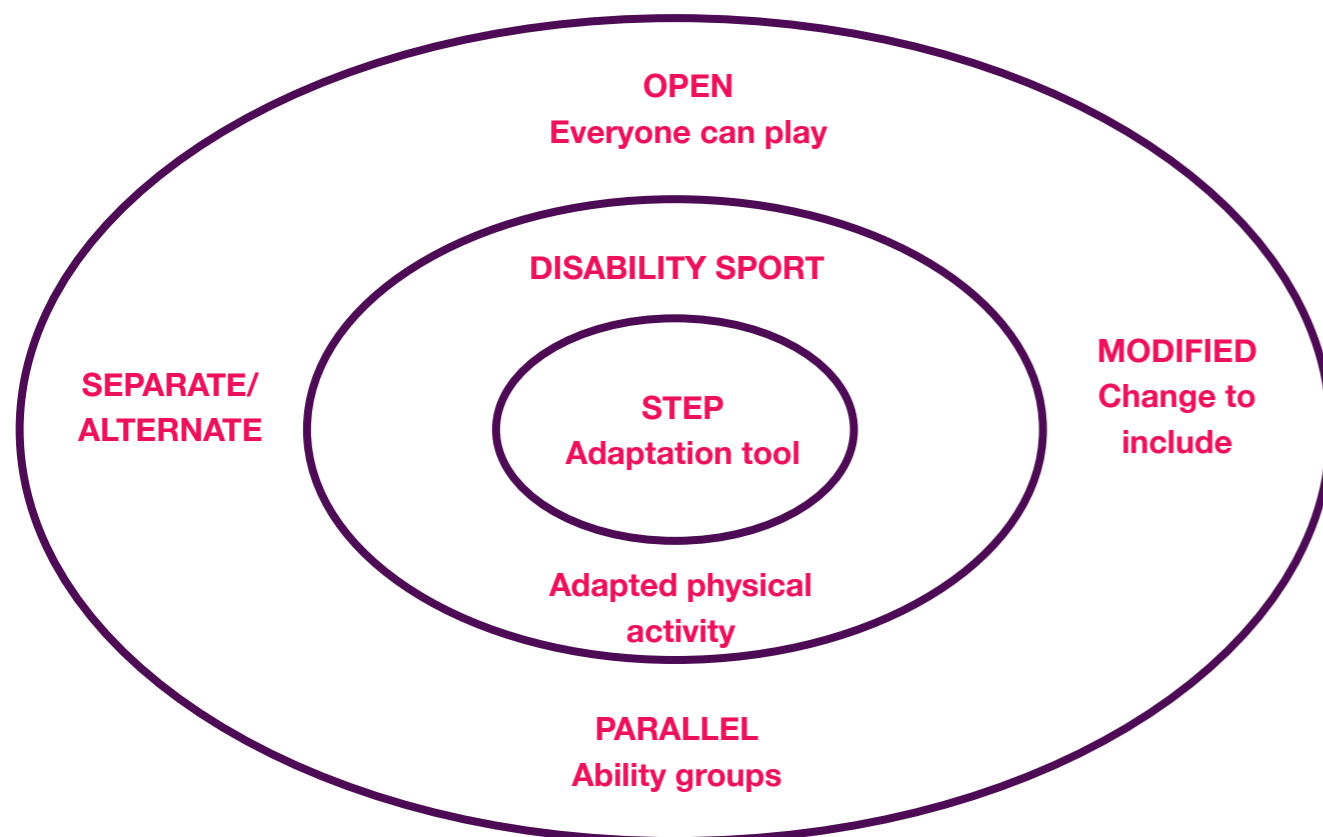 OPEN
Everyone can play
DISABILITY SPORT
SEPARATE/
ALTERNATE
STEP
Adaptation tool
MODIFIED
Change to
include
Adapted physical
activity
PARALLEL
Ability groups